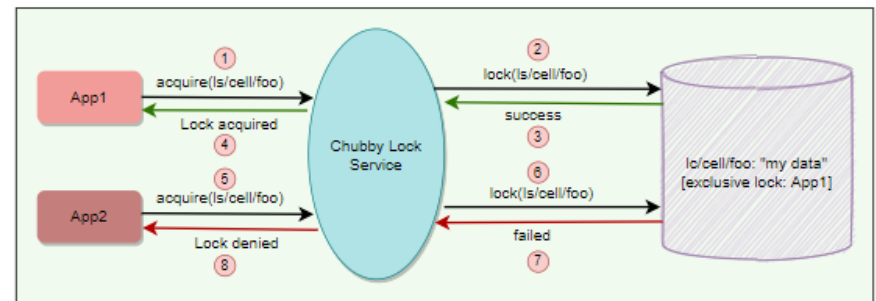 1
acquire(ls/cell/foo)
App1
Lock acquired
4
2
lock(ls/cell/foo)
success
3
Chubby Lock
Service
lc/cell/foo: "my data"
[exclusive lock: App1]
5
acquire(ls/cell/foo)
App2
Lock denied
8
6
lock(ls/cell/foo)
failed
7